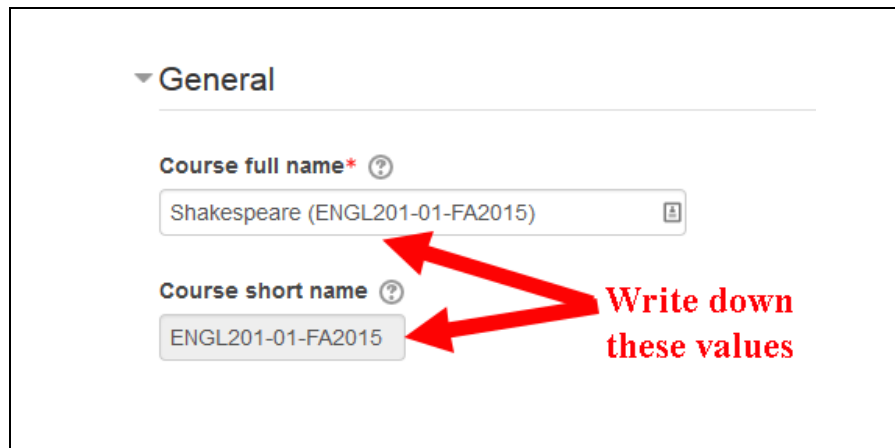 General
Course full name* ?
Shakespeare (ENGL201-01-FA2015)
Course short name ?
ENGL201-01-FA2015
Write down
these values